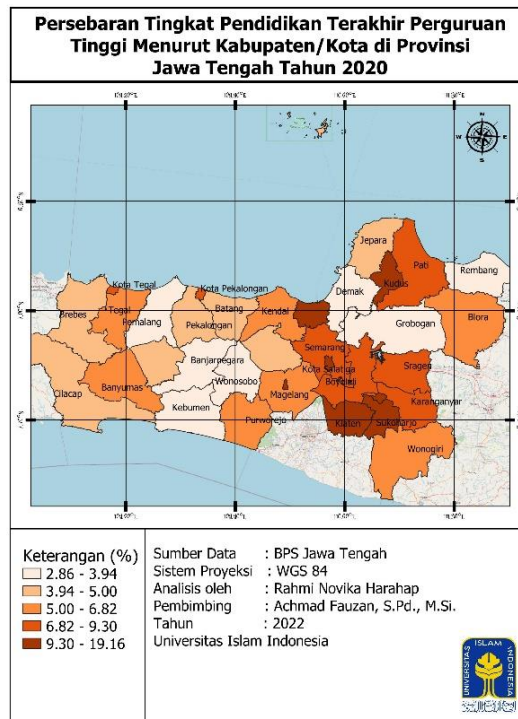 Persebaran Tingkat Pendidikan Terakhir Perguruan
Tinggi Menurut Kabupaten/Kota di Provinsi
Jawa Tengah Tahun 2020
N
W E
S
Jepara
Pati
Rembang
Kudus
Demak
Kota Tegal
Kota Pekalongan
Brebes
Tegal
Pemalang
Batang
Kendal
Pekalongan
Grobogan
Blora
Semarang
Banjarnegara
Kota Salatiga
Sragen
Cilacap
Banyumas
Wonosobo
Boyolali
Magelang
Karanganyar
Kebumen
Purworejo
Klaten
Sukoharjo
Wonogiri
Keterangan (%)
2.86 - 3.94
3.94 - 5.00
5.00 - 6.82
6.82 - 9.30
9.30 - 19.16
Sumber Data : BPS Jawa Tengah
Sistem Proyeksi : WGS 84
Analisis oleh : Rahmi Novika Harahap
Pembimbing : Achmad Fauzan, S.Pd., M.Si.
Tahun : 2022
Universitas Islam Indonesia
UNIVERSITAS ISLAM INDONESIA